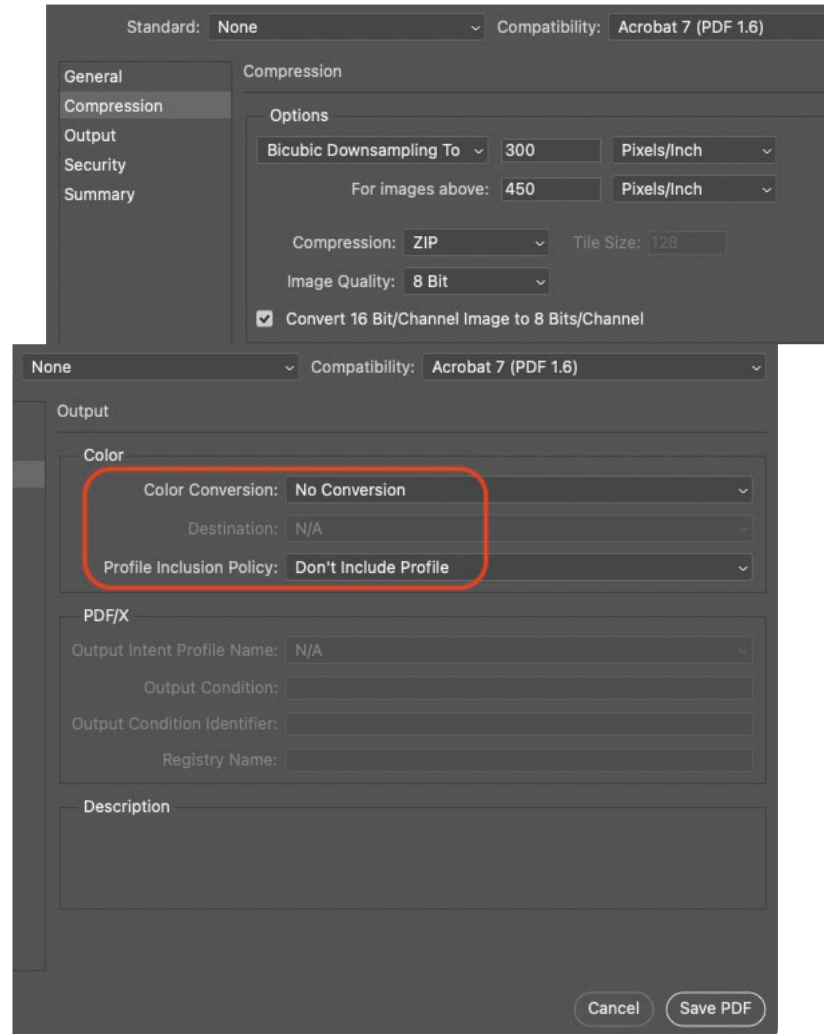 Standard: None Compatibility: Acrobat 7 (PDF 1.6)
General
Compression
Output
Security
Summary
Compression
Options
Bicubic Downsampling To 300 Pixels/Inch
For images above: 450 Pixels/Inch
Compression: ZIP Tile Size: 128
Image Quality: 8 Bit
Convert 16 Bit/Channel Image to 8 Bits/Channel
None Compatibility: Acrobat 7 (PDF 1.6)
Output
Color
Color Conversion: No Conversion
Destination: N/A
Profile Inclusion Policy: Don't Include Profile
PDF/X
Output Intent Profile Name: N/A
Output Condition:
Output Condition Identifier:
Registry Name:
Description
Cancel Save PDF